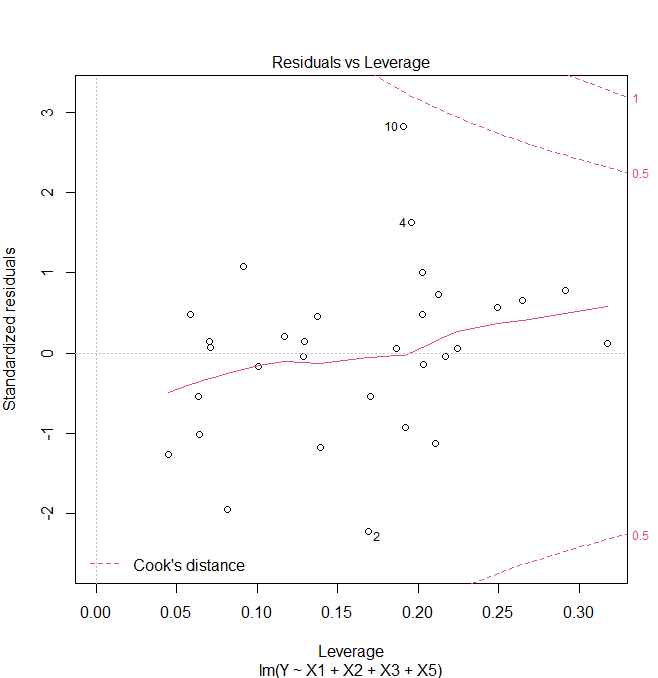 Residuals vs Leverage
Standardized residuals
3
2
1
0
-1
-2
10
4
2
1
0.5
0.5
Cook's distance
0.00 0.05 0.10 0.15 0.20 0.25 0.30
Leverage
lm(Y ~ X1 + X2 + X3 + X5)